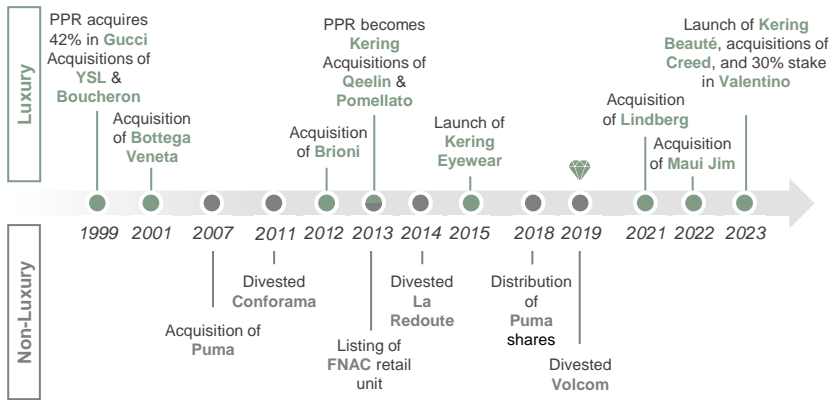 Luxury
PPR acquires
42% in Gucci
Acquisitions of
YSL &
Boucheron
Acquisition
of Bottega
Veneta
Acquisition
of Brioni
PPR becomes
Kering
Acquisitions of
Qeelin &
Pomellato
Launch of
Kering
Eyewear
Acquisition
of Lindberg
Acquisition
of Maui Jim
Launch of Kering
Beauté, acquisitions of
Creed, and 30% stake
in Valentino
1999 2001 2007 2011 2012 2013 2014 2015 2018 2019 2021 2022 2023
Non-Luxury
Acquisition of
Puma
Divested
Conforama
Listing of
FNAC retail
unit
Divested
La
Redoute
Distribution
of
Puma
shares
Divested
Volcom